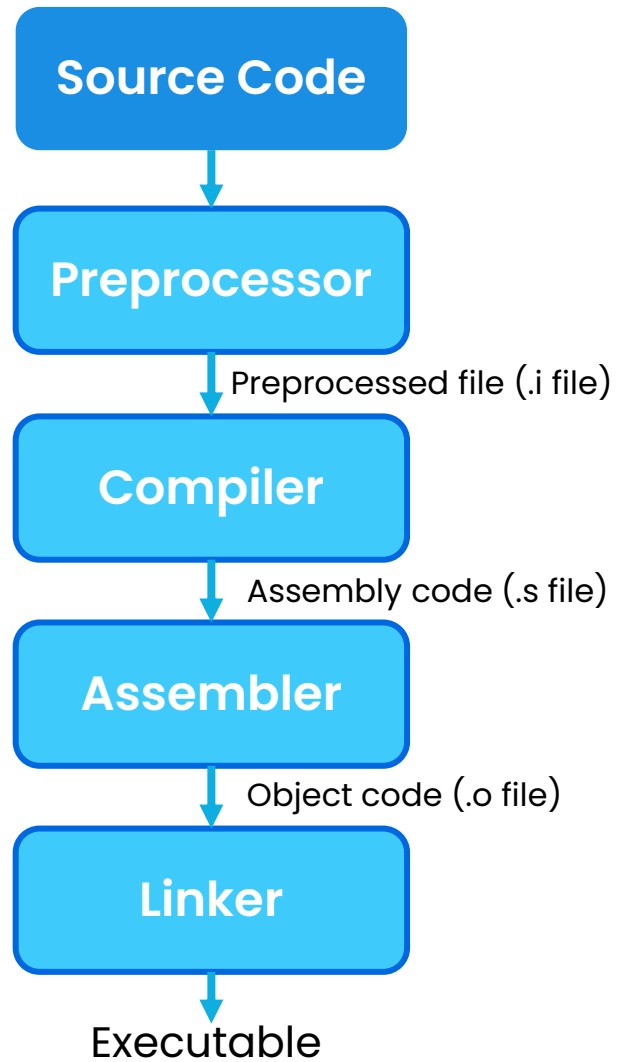 Source Code
Preprocessor
Preprocessed file (.i file)
Compiler
Assembly code (.s file)
Assembler
Object code (.o file)
Linker
Executable